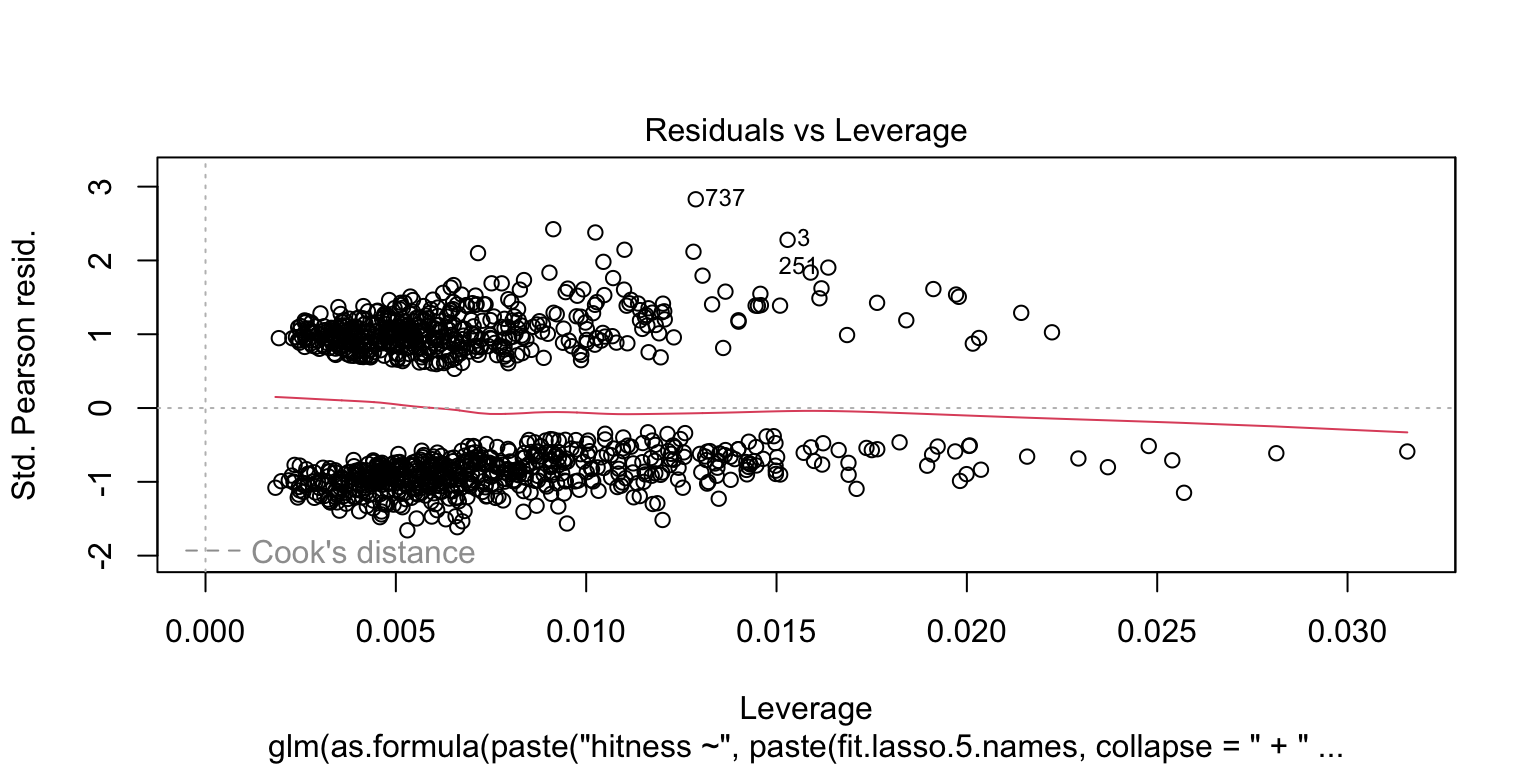 Residuals vs Leverage
Std. Pearson resid.
3
2
1
0
-1
-2
737
3
251
Cook's distance
0.000 0.005 0.010 0.015 0.020 0.025 0.030
Leverage
glm(as.formula(paste("hitness ~", paste(fit.lasso.5.names, collapse = " + " ...